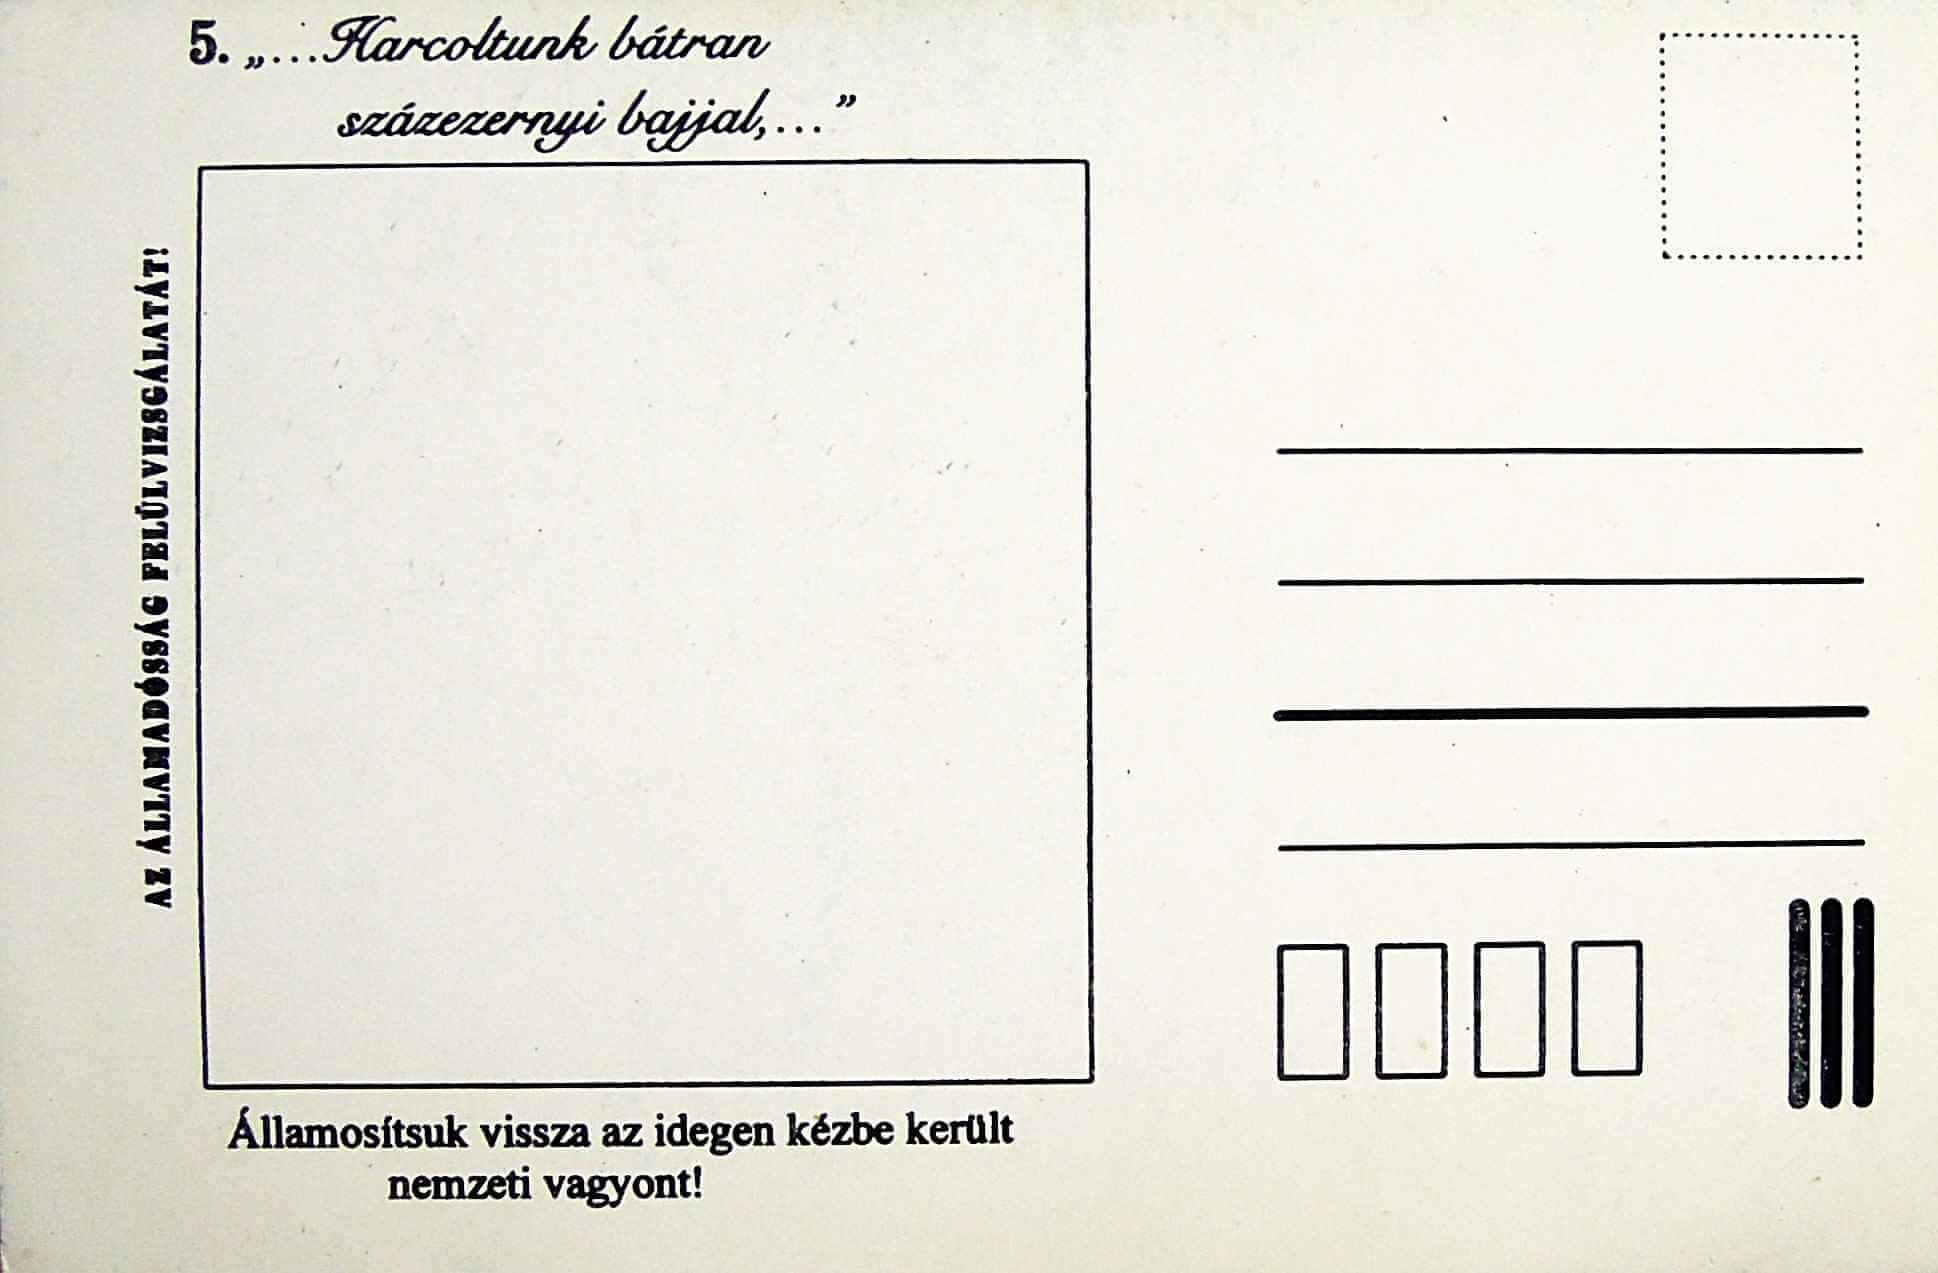 5. „...Harcoltunk bátran
százezernyi bajjal,...”
AZ ÁLLAMADÓSSÁG FELÜLVIZSGÁLATÁT!
Államosítsuk vissza az idegen kézbe került
nemzeti vagyont!